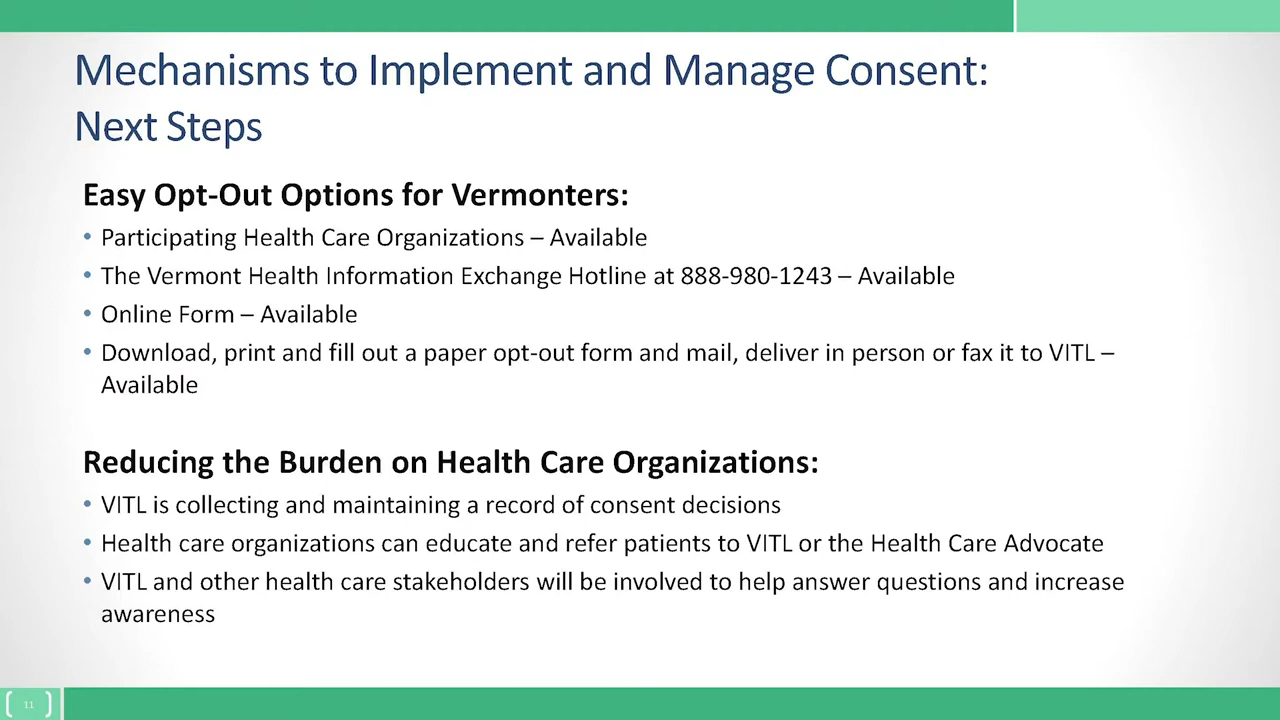 Mechanisms to Implement and Manage Consent:
Next Steps
Easy Opt-Out Options for Vermonters:
• Participating Health Care Organizations – Available
• The Vermont Health Information Exchange Hotline at 888-980-1243 – Available
• Online Form – Available
• Download, print and fill out a paper opt-out form and mail, deliver in person or fax it to VITL –
Available
Reducing the Burden on Health Care Organizations:
• VITL is collecting and maintaining a record of consent decisions
• Health care organizations can educate and refer patients to VITL or the Health Care Advocate
• VITL and other health care stakeholders will be involved to help answer questions and increase
awareness
11